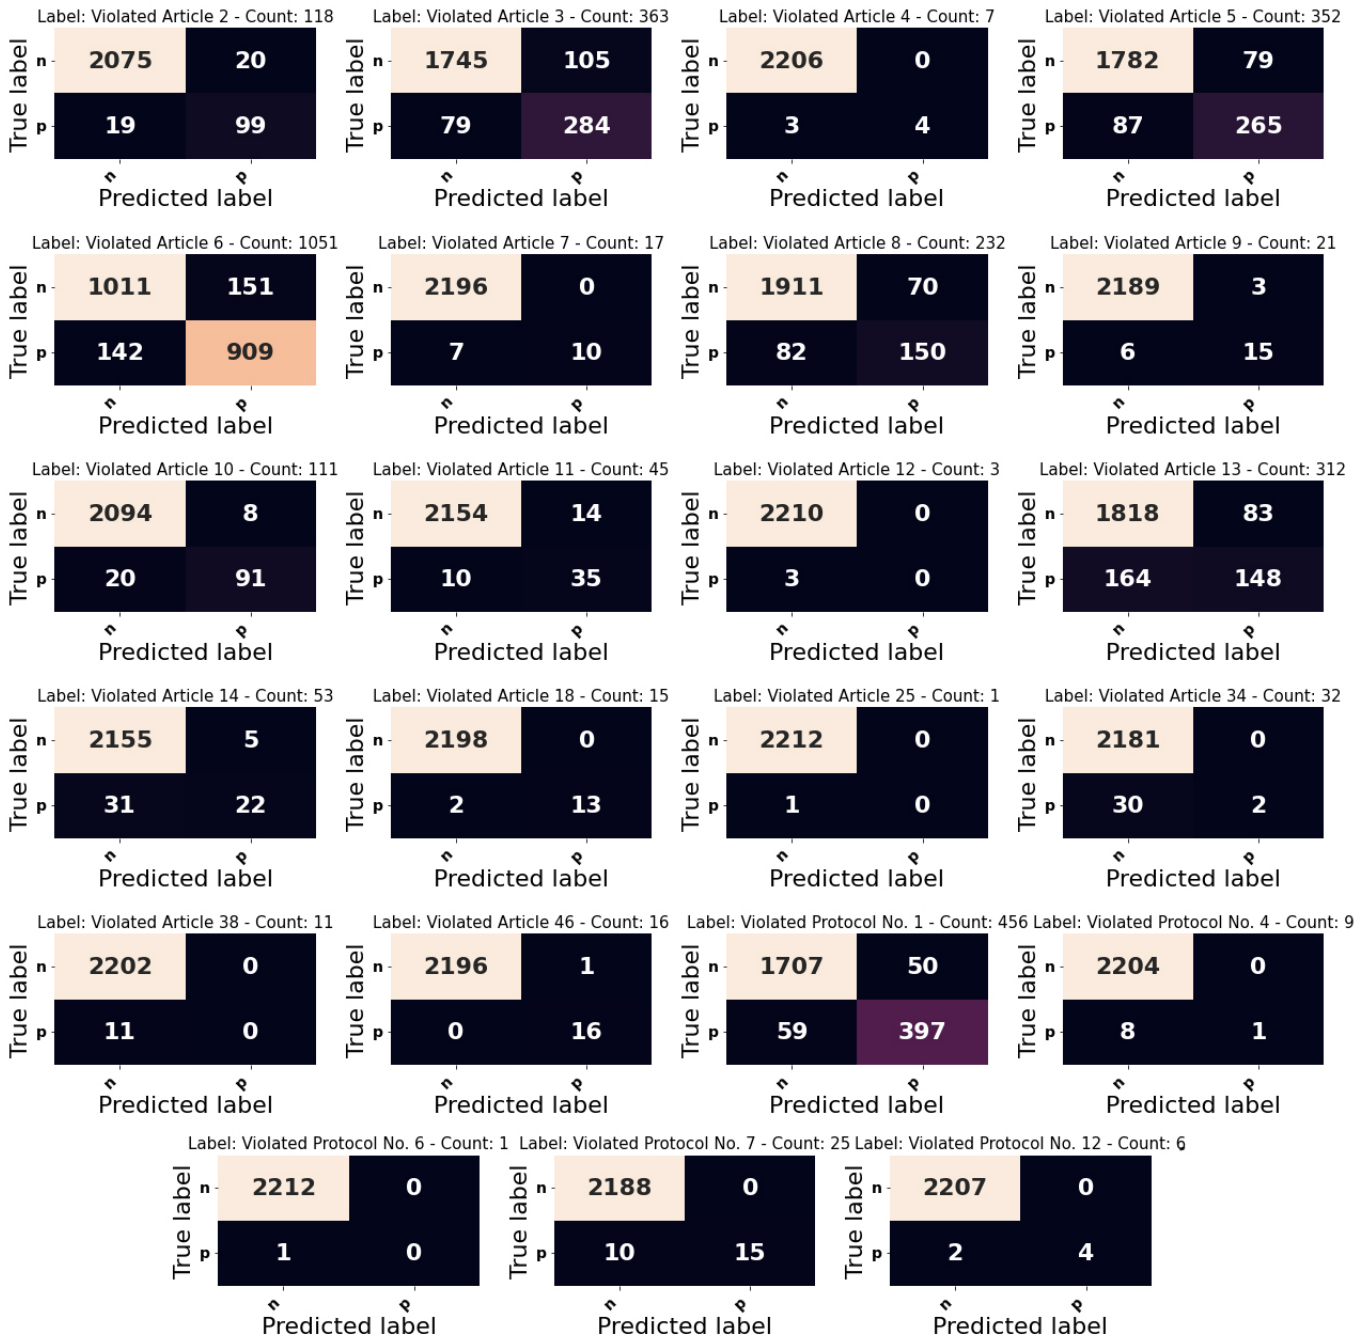 Label: Violated Article 2 - Count: 118
True label
n 2075 20
p 19 99
n p
Predicted label
Label: Violated Article 3 - Count: 363
True label
n 1745 105
p 79 284
n p
Predicted label
Label: Violated Article 4 - Count: 7
True label
n 2206 0
p 3 4
n p
Predicted label
Label: Violated Article 5 - Count: 352
True label
n 1782 79
p 87 265
n p
Predicted label
Label: Violated Article 6 - Count: 1051
True label
n 1011 151
p 142 909
n p
Predicted label
Label: Violated Article 7 - Count: 17
True label
n 2196 0
p 7 10
n p
Predicted label
Label: Violated Article 8 - Count: 232
True label
n 1911 70
p 82 150
n p
Predicted label
Label: Violated Article 9 - Count: 21
True label
n 2189 3
p 6 15
n p
Predicted label
Label: Violated Article 10 - Count: 111
True label
n 2094 8
p 20 91
n p
Predicted label
Label: Violated Article 11 - Count: 45
True label
n 2154 14
p 10 35
n p
Predicted label
Label: Violated Article 12 - Count: 3
True label
n 2210 0
p 3 0
n p
Predicted label
Label: Violated Article 13 - Count: 312
True label
n 1818 83
p 164 148
n p
Predicted label
Label: Violated Article 14 - Count: 53
True label
n 2155 5
p 31 22
n p
Predicted label
Label: Violated Article 18 - Count: 15
True label
n 2198 0
p 2 13
n p
Predicted label
Label: Violated Article 25 - Count: 1
True label
n 2212 0
p 1 0
n p
Predicted label
Label: Violated Article 34 - Count: 32
True label
n 2181 0
p 30 2
n p
Predicted label
Label: Violated Article 38 - Count: 11
True label
n 2202 0
p 11 0
n p
Predicted label
Label: Violated Article 46 - Count: 16
True label
n 2196 1
p 0 16
n p
Predicted label
Label: Violated Protocol No. 1 - Count: 456
True label
n 1707 50
p 59 397
n p
Predicted label
Label: Violated Protocol No. 4 - Count: 9
True label
n 2204 0
p 8 1
n p
Predicted label
Label: Violated Protocol No. 6 - Count: 1
True label
n 2212 0
p 1 0
n p
Predicted label
Label: Violated Protocol No. 7 - Count: 25
True label
n 2188 0
p 10 15
n p
Predicted label
Label: Violated Protocol No. 12 - Count: 6
True label
n 2207 0
p 2 4
n p
Predicted label